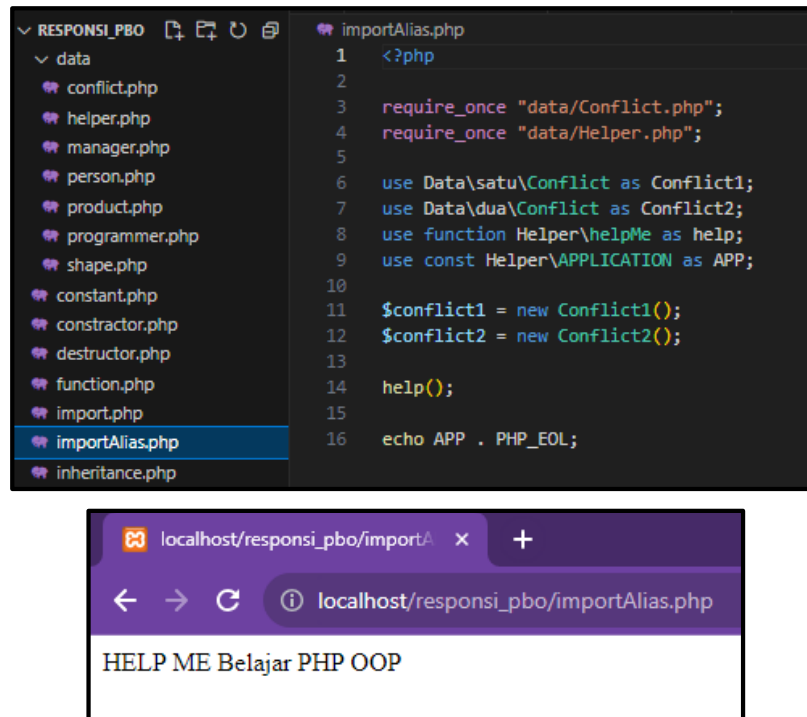 RESPONSI_PBO
data
conflict.php
helper.php
manager.php
person.php
product.php
programmer.php
shape.php
constant.php
constractor.php
destructor.php
function.php
import.php
importAlias.php
inheritance.php
importAlias.php
1 <?php
2
3 require_once "data/Conflict.php";
4 require_once "data/Helper.php";
5
6 use Data\satu\Conflict as Conflict1;
7 use Data\dua\Conflict as Conflict2;
8 use function Helper\helpMe as help;
9 use const Helper\APPLICATION as APP;
10
11 $conflict1 = new Conflict1();
12 $conflict2 = new Conflict2();
13
14 help();
15
16 echo APP . PHP_EOL;
localhost/responsi_pbo/importA
localhost/responsi_pbo/importAlias.php
HELP ME Belajar PHP OOP